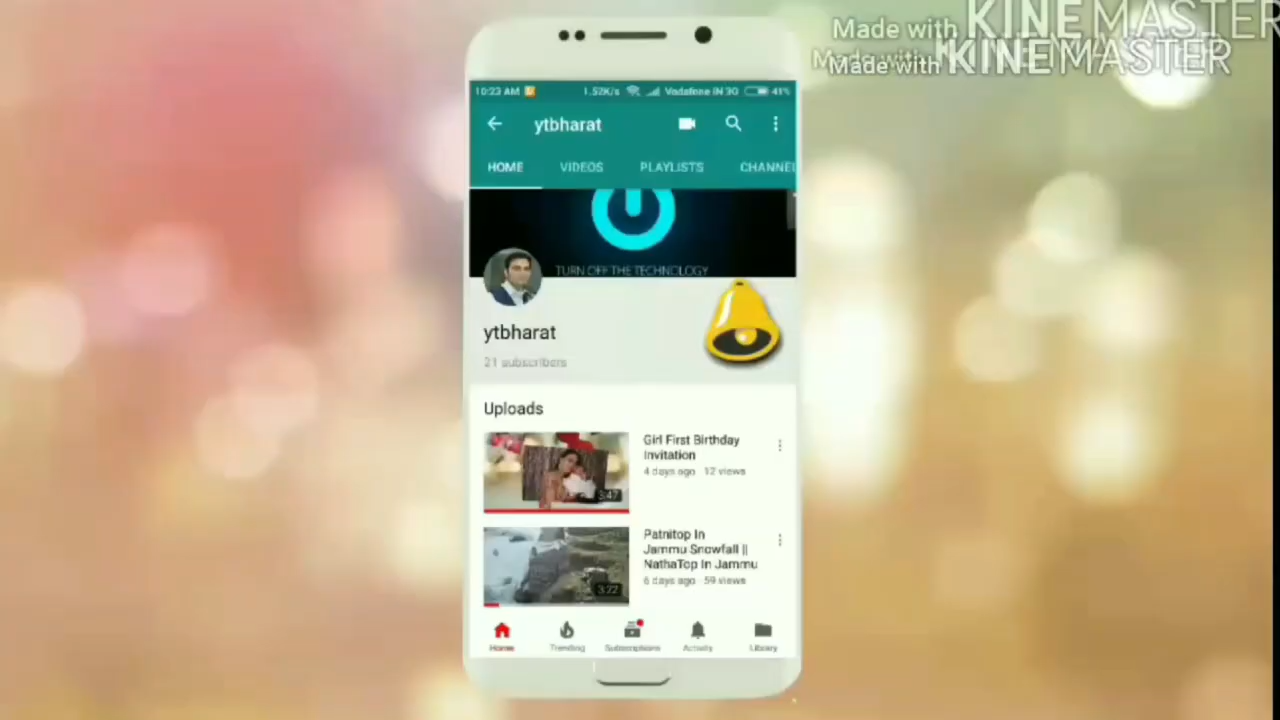 Made with KINEMASTER
Made with KINEMASTER
10:23 AM 1.52K/s Vodafone IN 3G 41%
ytbharat
HOME VIDEOS PLAYLISTS CHANNEL
TURN OFF THE TECHNOLOGY
ytbharat
21 subscribers
Uploads
Girl First Birthday
Invitation
4 days ago · 12 views
3:47
Patnitop In
Jammu Snowfall ||
NathaTop In Jammu
6 days ago · 59 views
3:22
Home Trending Subscriptions Activity Library